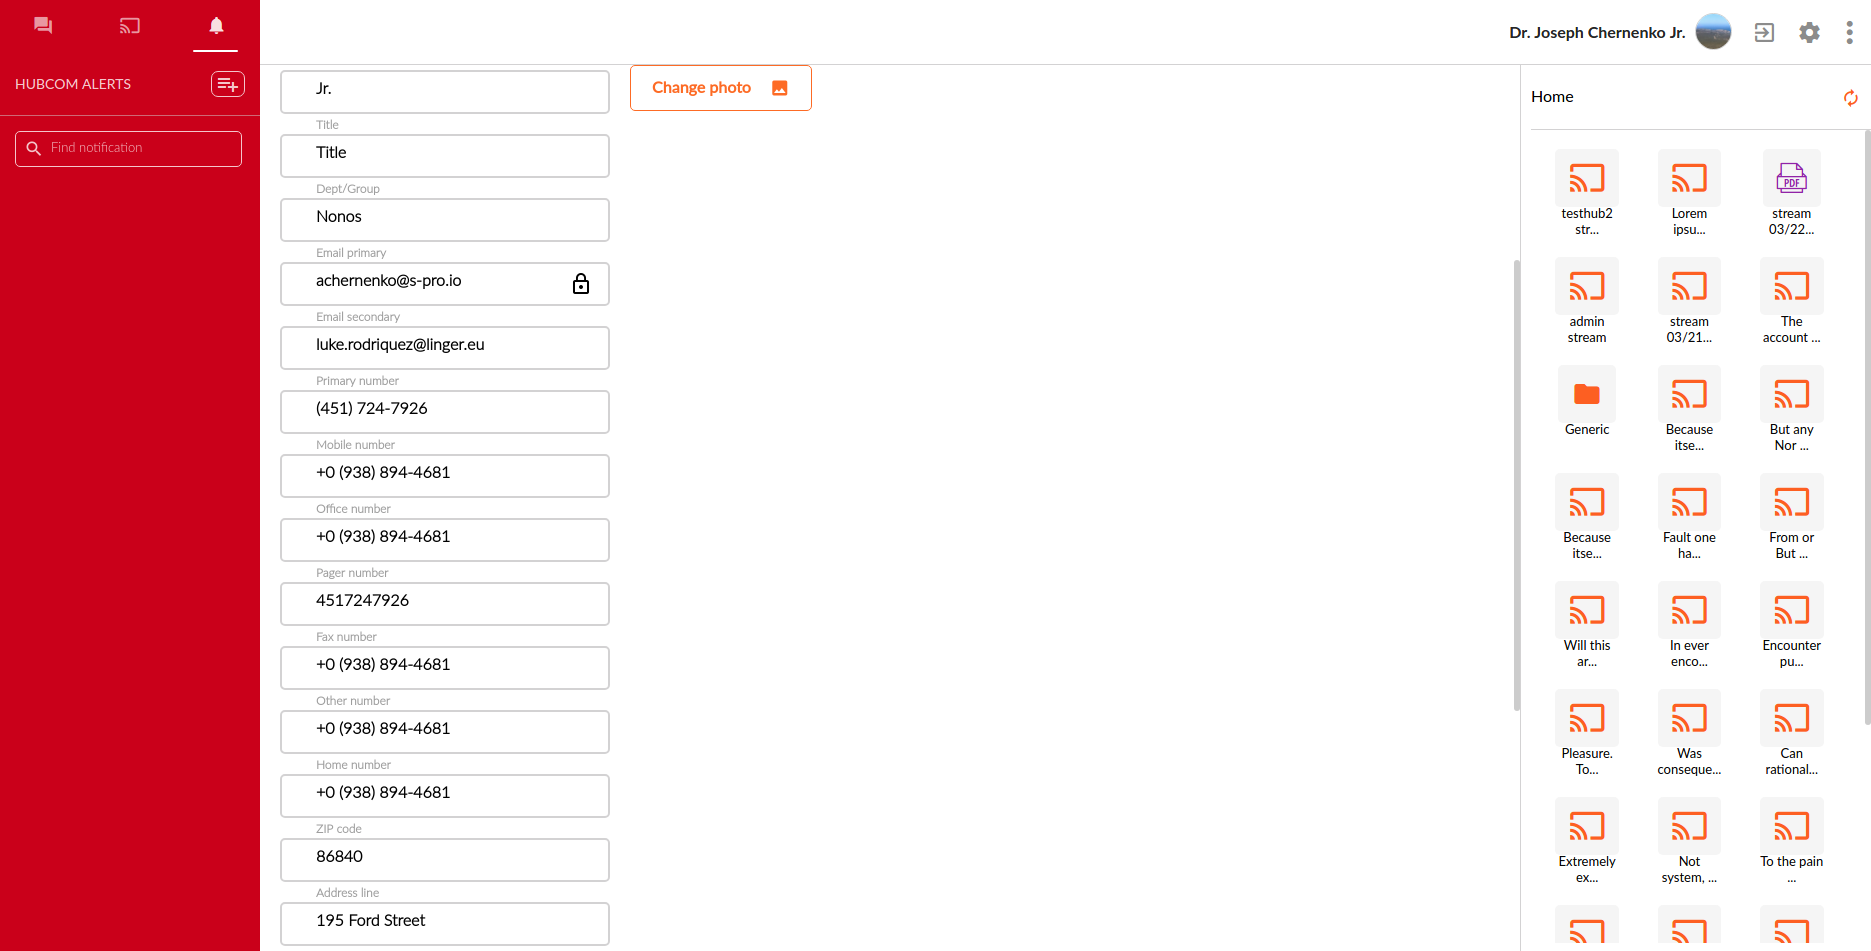 Dr. Joseph Chernenko Jr.
HUBCOM ALERTS
Find notification
Jr.
Title
Title
Dept/Group
Nonos
Email primary
achernenko@s-pro.io
Email secondary
luke.rodriquez@linger.eu
Primary number
(451) 724-7926
Mobile number
+0 (938) 894-4681
Office number
+0 (938) 894-4681
Pager number
4517247926
Fax number
+0 (938) 894-4681
Other number
+0 (938) 894-4681
Home number
+0 (938) 894-4681
ZIP code
86840
Address line
195 Ford Street
Change photo
Home
testhub2
str...
Lorem
ipsu...
PDF
stream
03/22...
admin
stream
stream
03/21...
The
account ...
Generic
Because
itse...
But any
Nor ...
Because
itse...
Fault one
ha...
From or
But ...
Will this
ar...
In ever
enco...
Encounter
pu...
Pleasure.
To...
Was
conseque...
Can
rational...
Extremely
ex...
Not
system, ...
To the pain
...